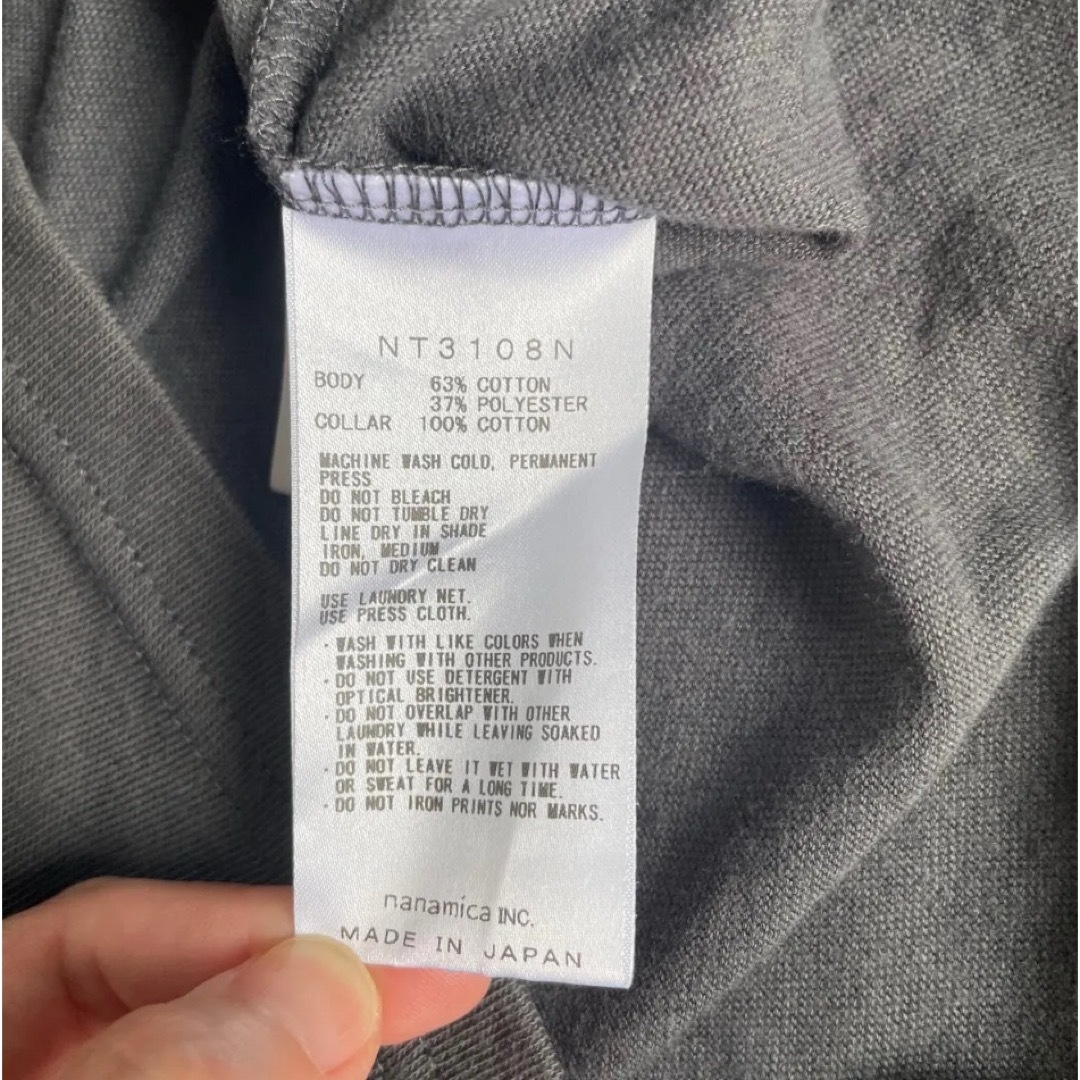 NT3108N
BODY 63% COTTON
37% POLYESTER
COLLAR 100% COTTON
MACHINE WASH COLD, PERMANENT
PRESS
DO NOT BLEACH
DO NOT TUMBLE DRY
LINE DRY IN SHADE
IRON, MEDIUM
DO NOT DRY CLEAN
USE LAUNDRY NET.
USE PRESS CLOTH.
・WASH WITH LIKE COLORS WHEN
WASHING WITH OTHER PRODUCTS.
・DO NOT USE DETERGENT WITH
OPTICAL BRIGHTENER.
・DO NOT OVERLAP WITH OTHER
LAUNDRY WHILE LEAVING SOAKED
IN WATER.
・DO NOT LEAVE IT WET WITH WATER
OR SWEAT FOR A LONG TIME.
・DO NOT IRON PRINTS NOR MARKS.
nanamica INC.
MADE IN JAPAN